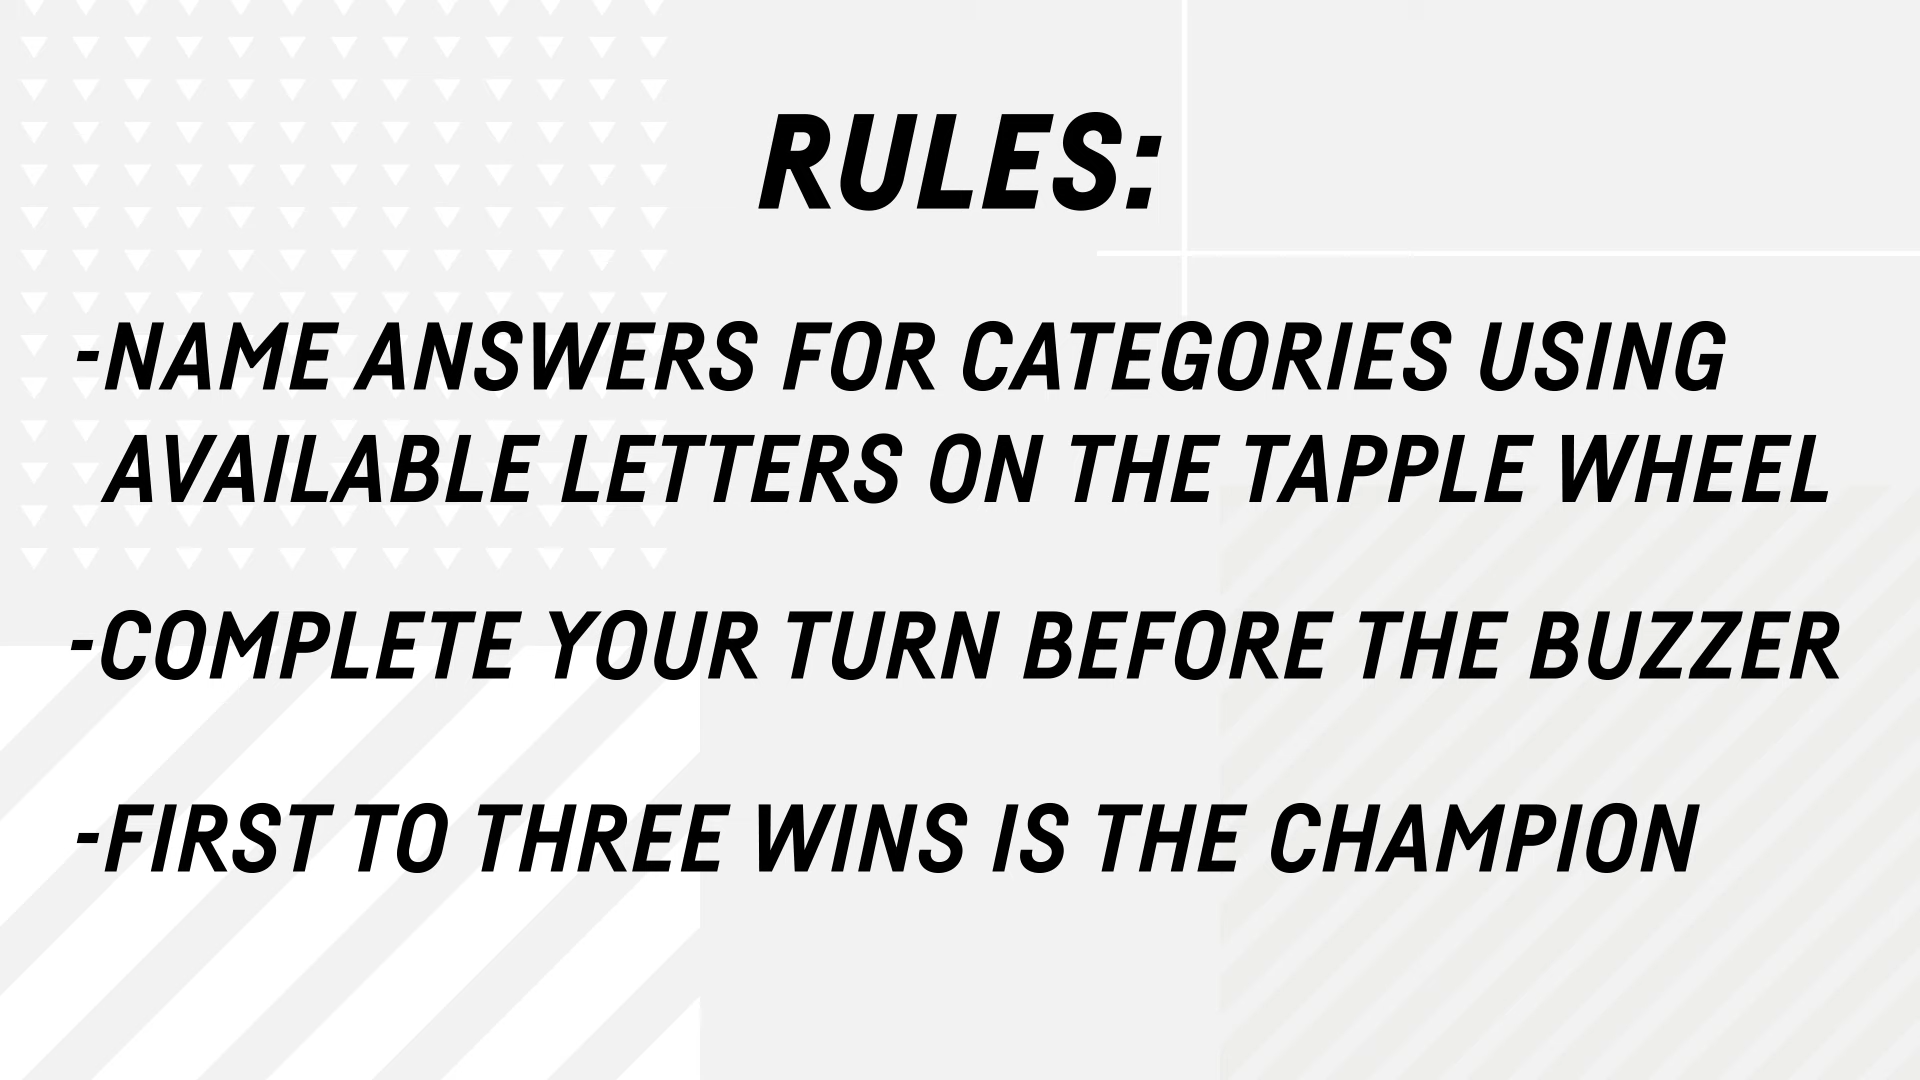 RULES:
-NAME ANSWERS FOR CATEGORIES USING
AVAILABLE LETTERS ON THE TAPPLE WHEEL
-COMPLETE YOUR TURN BEFORE THE BUZZER
-FIRST TO THREE WINS IS THE CHAMPION